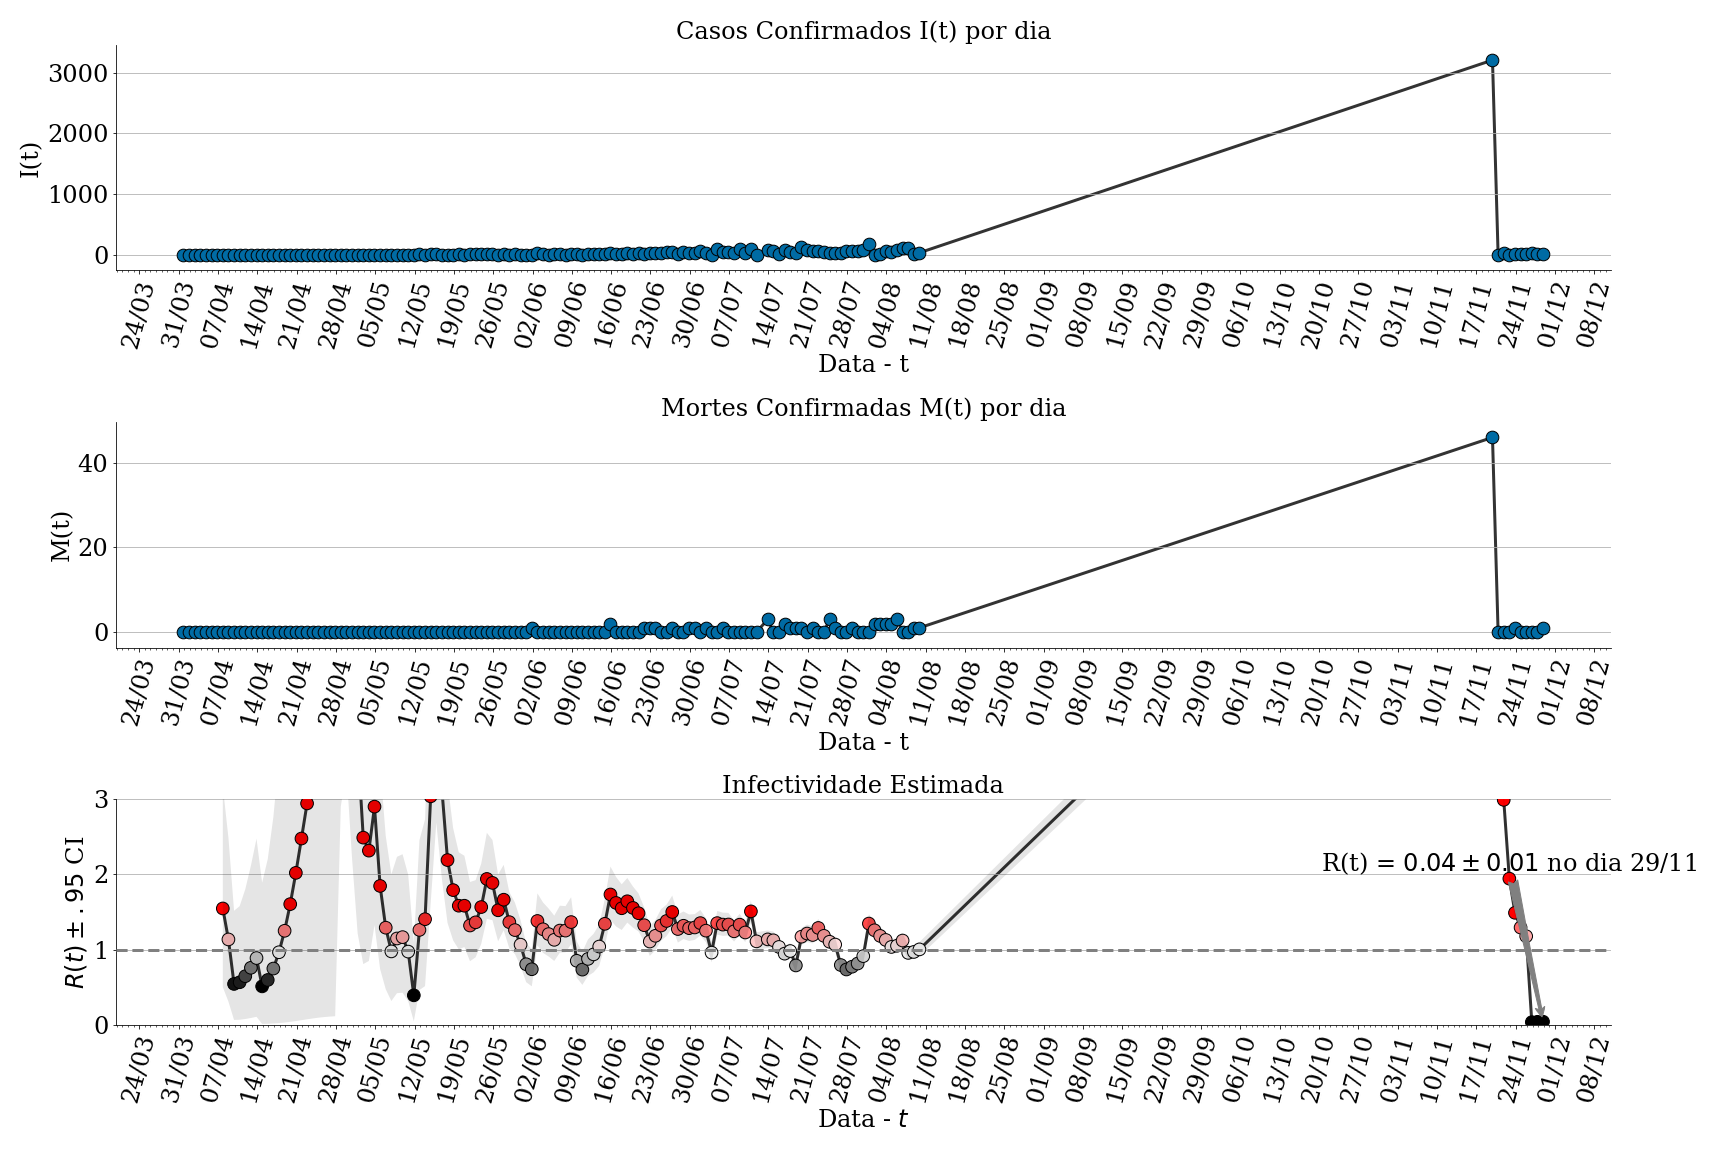 Casos Confirmados I(t) por dia
3000
2000
1000
0
I(t)
24/03 31/03 07/04 14/04 21/04 28/04 05/05 12/05 19/05 26/05 02/06 09/06 16/06 23/06 30/06 07/07 14/07 21/07 28/07 04/08 11/08 18/08 25/08 01/09 08/09 15/09 22/09 29/09 06/10 13/10 20/10 27/10 03/11 10/11 17/11 24/11 01/12 08/12
Data - t
Mortes Confirmadas M(t) por dia
40
20
0
M(t)
24/03 31/03 07/04 14/04 21/04 28/04 05/05 12/05 19/05 26/05 02/06 09/06 16/06 23/06 30/06 07/07 14/07 21/07 28/07 04/08 11/08 18/08 25/08 01/09 08/09 15/09 22/09 29/09 06/10 13/10 20/10 27/10 03/11 10/11 17/11 24/11 01/12 08/12
Data - t
Infectividade Estimada
3
2
1
0
R(t) ± .95 CI
R(t) = 0.04 ± 0.01 no dia 29/11
24/03 31/03 07/04 14/04 21/04 28/04 05/05 12/05 19/05 26/05 02/06 09/06 16/06 23/06 30/06 07/07 14/07 21/07 28/07 04/08 11/08 18/08 25/08 01/09 08/09 15/09 22/09 29/09 06/10 13/10 20/10 27/10 03/11 10/11 17/11 24/11 01/12 08/12
Data - t